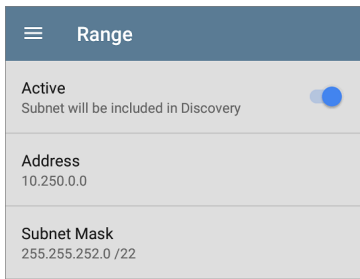 Range
Active
Subnet will be included in Discovery
Address
10.250.0.0
Subnet Mask
255.255.252.0 /22